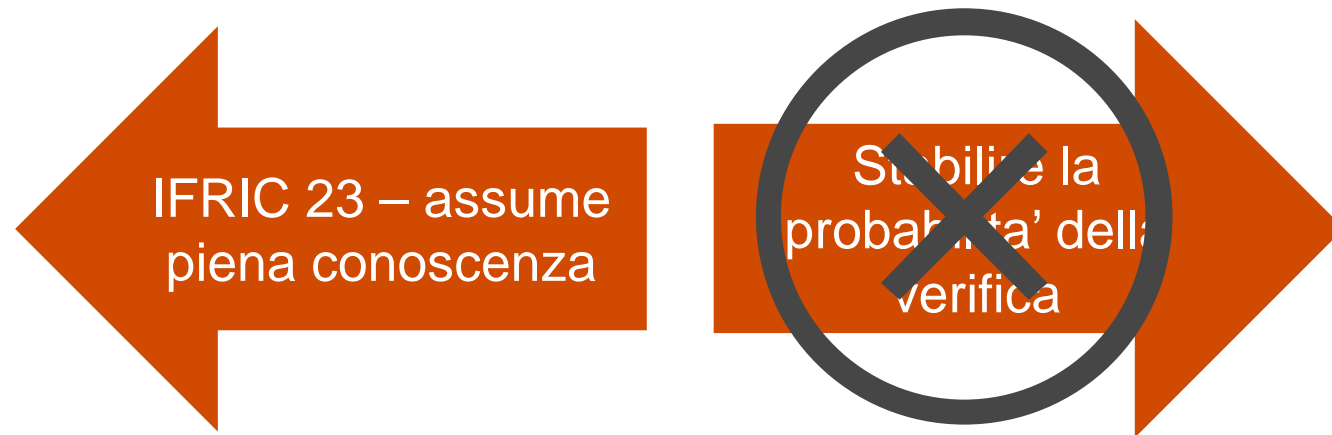 IFRIC 23 – assume
piena conoscenza
Stabilire la
probabilita' della
verifica